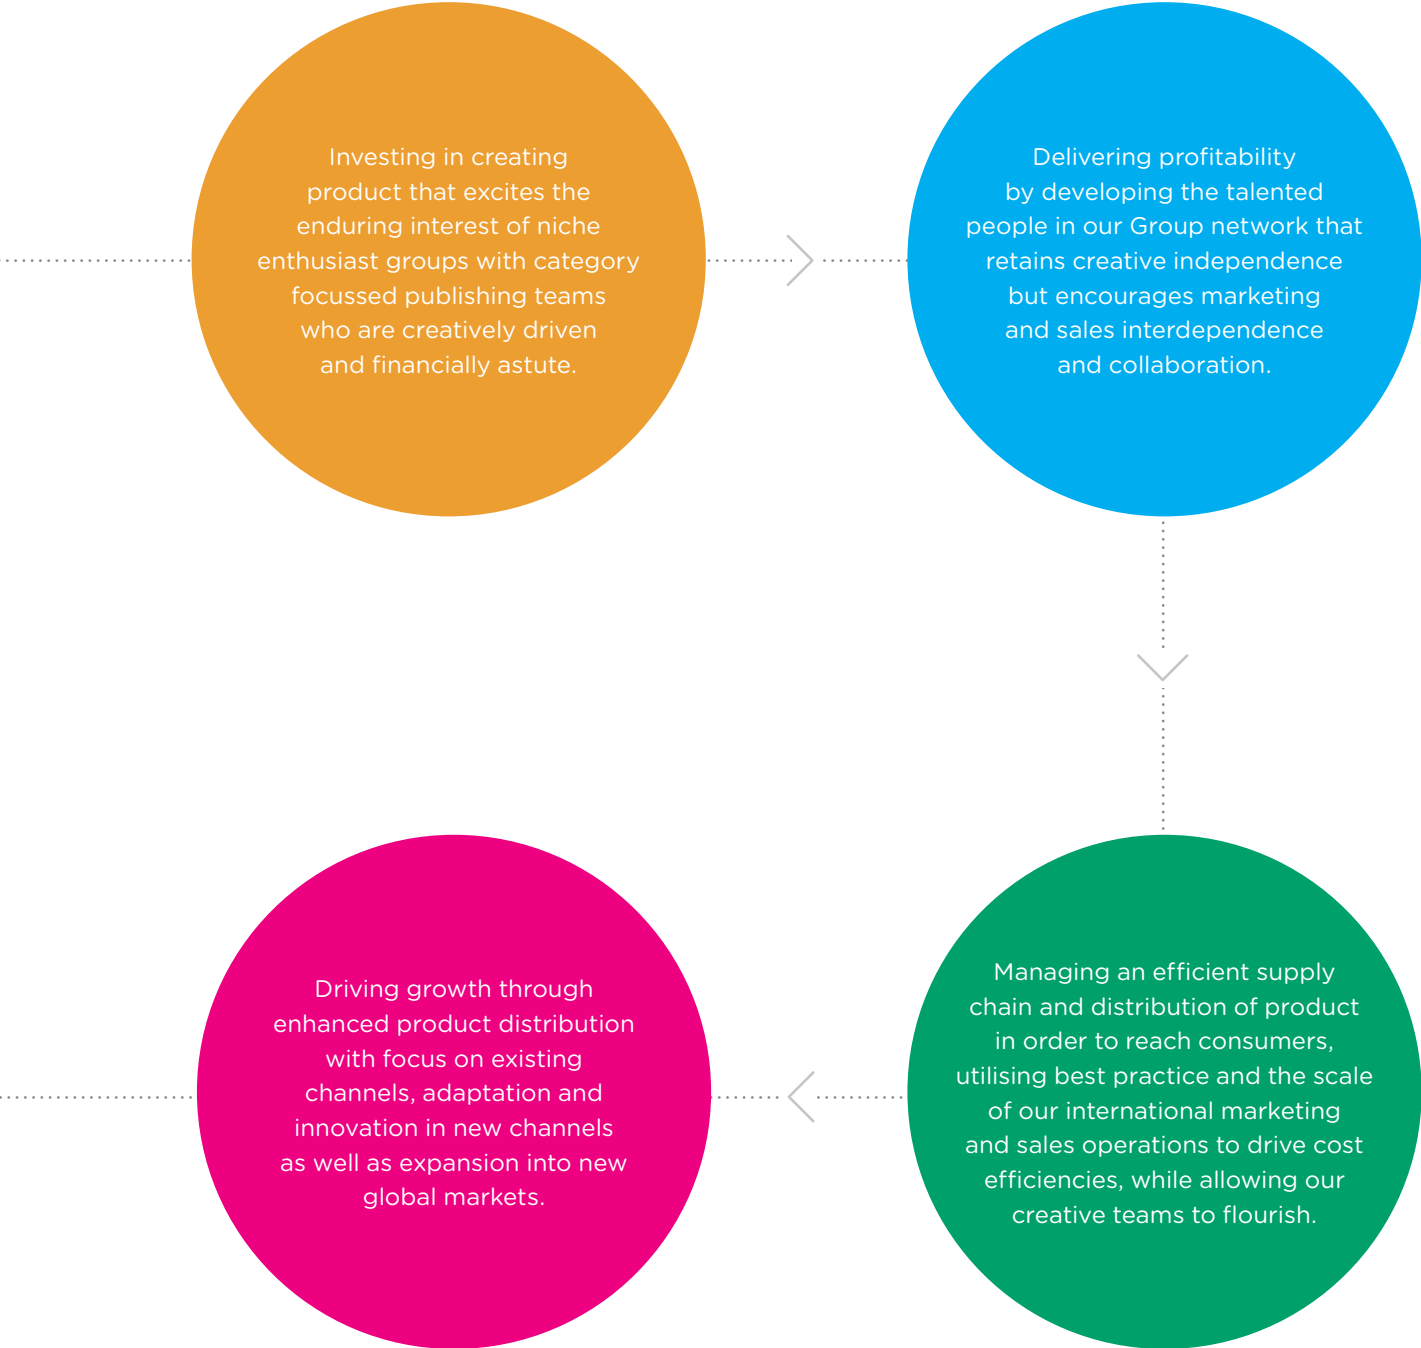 Investing in creating
product that excites the
enduring interest of niche
enthusiast groups with category
focussed publishing teams
who are creatively driven
and financially astute.
Delivering profitability
by developing the talented
people in our Group network that
retains creative independence
but encourages marketing
and sales interdependence
and collaboration.
Managing an efficient supply
chain and distribution of product
in order to reach consumers,
utilising best practice and the scale
of our international marketing
and sales operations to drive cost
efficiencies, while allowing our
creative teams to flourish.
Driving growth through
enhanced product distribution
with focus on existing
channels, adaptation and
innovation in new channels
as well as expansion into new
global markets.